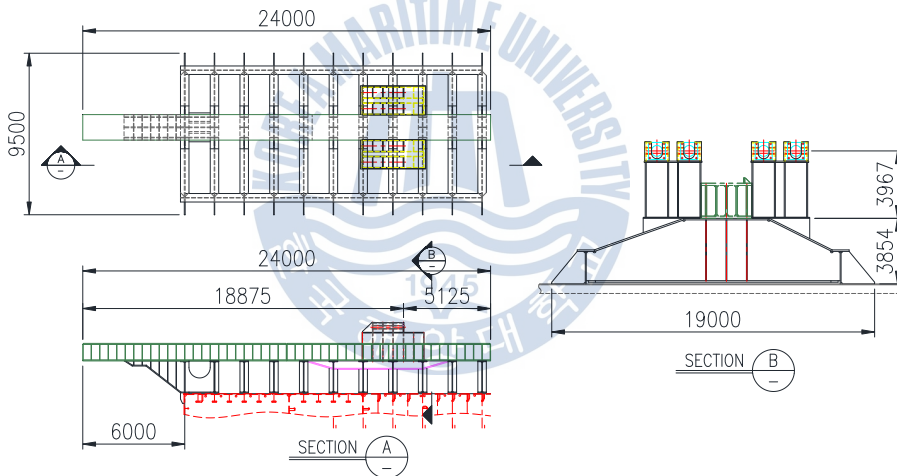 24000
9500
A
KOREA MARITIME UNIVERSITY
3967
3854
19000
SECTION B
24000
B
18875
5125
1945
6000
SECTION A